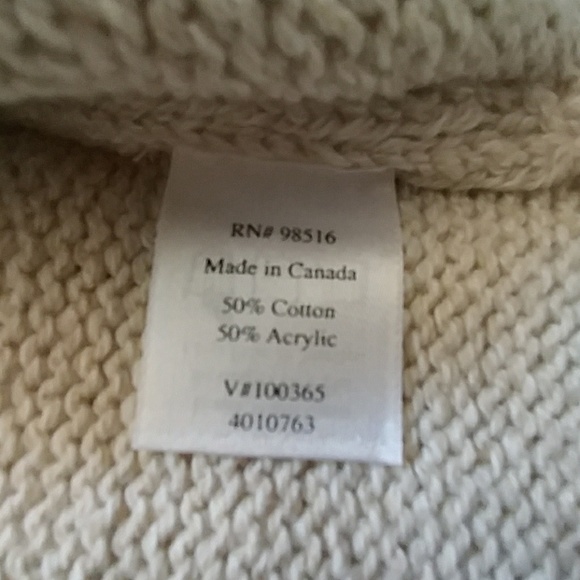 RN# 98516
Made in Canada
50% Cotton
50% Acrylic
V#100365
4010763